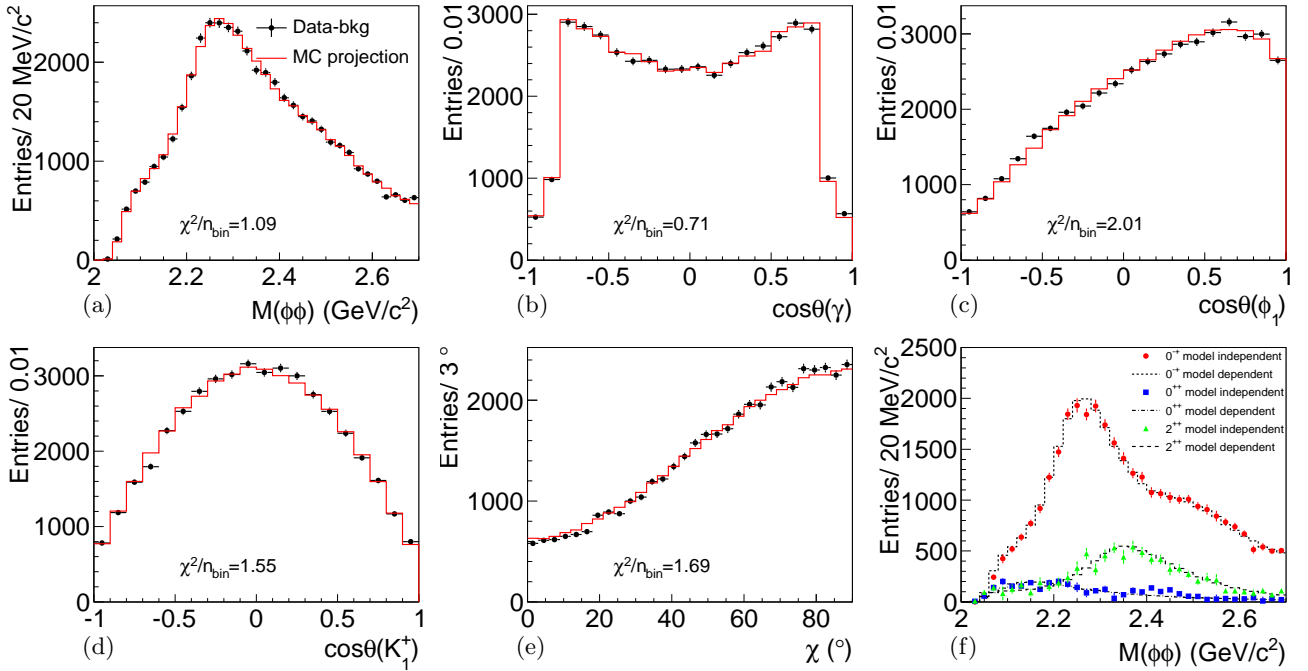 Entries/ 20 MeV/c²
2400
2000
1000
0
2 2.2 2.4 2.6
M(ϕϕ) (GeV/c²)
Data-bkg
MC projection
χ²/n_bin=1.09
(a)
Entries/ 0.01
3000
2000
1000
0
-1 -0.5 0 0.5 1
cosθ(γ)
χ²/n_bin=0.71
(b)
Entries/ 0.01
3000
2000
1000
0
-1 -0.5 0 0.5 1
cosθ(ϕ₁)
χ²/n_bin=2.01
(c)
Entries/ 0.01
3000
2000
1000
0
-1 -0.5 0 0.5 1
cosθ(K₁⁺)
χ²/n_bin=1.55
(d)
Entries/ 3 °
2000
1000
0
0 20 40 60 80
χ (°)
χ²/n_bin=1.69
(e)
Entries/ 20 MeV/c²
2500
2000
1500
1000
500
0
2 2.2 2.4 2.6
M(ϕϕ) (GeV/c²)
0⁻⁺ model independent
0⁻⁺ model dependent
0⁺⁺ model independent
0⁺⁺ model dependent
2⁺⁺ model independent
2⁺⁺ model dependent
(f)